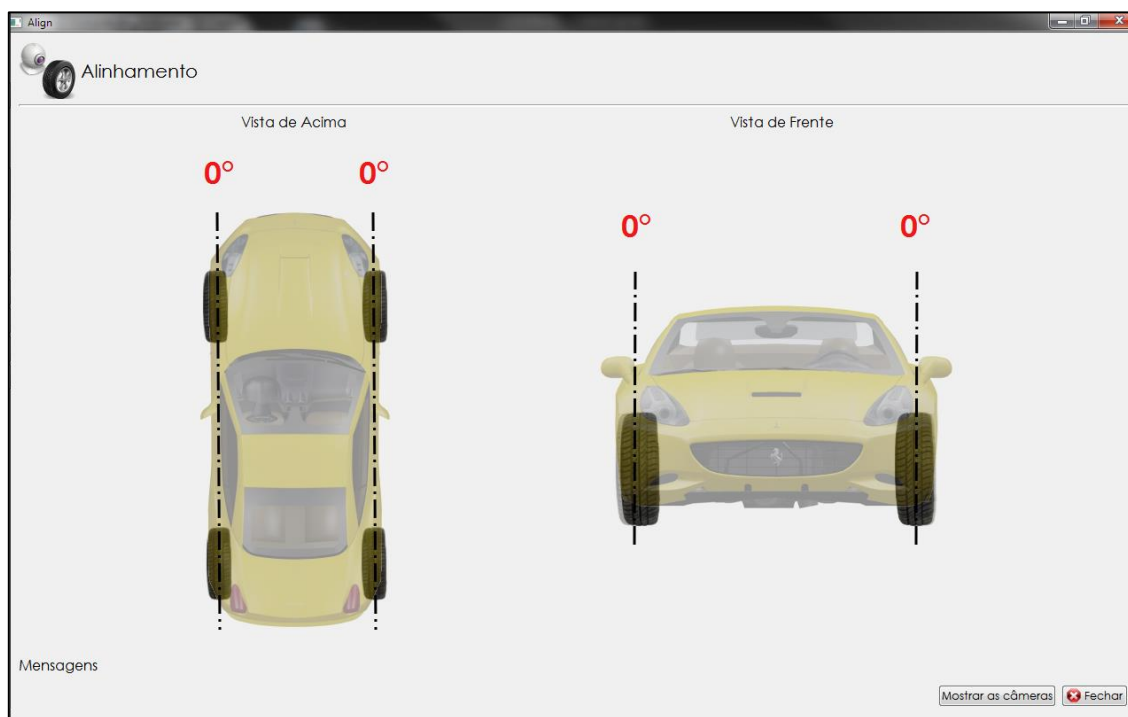 Align
Alinhamento
Vista de Acima
Vista de Frente
0°
0°
0°
0°
Mensagens
Mostrar as câmeras
Fechar